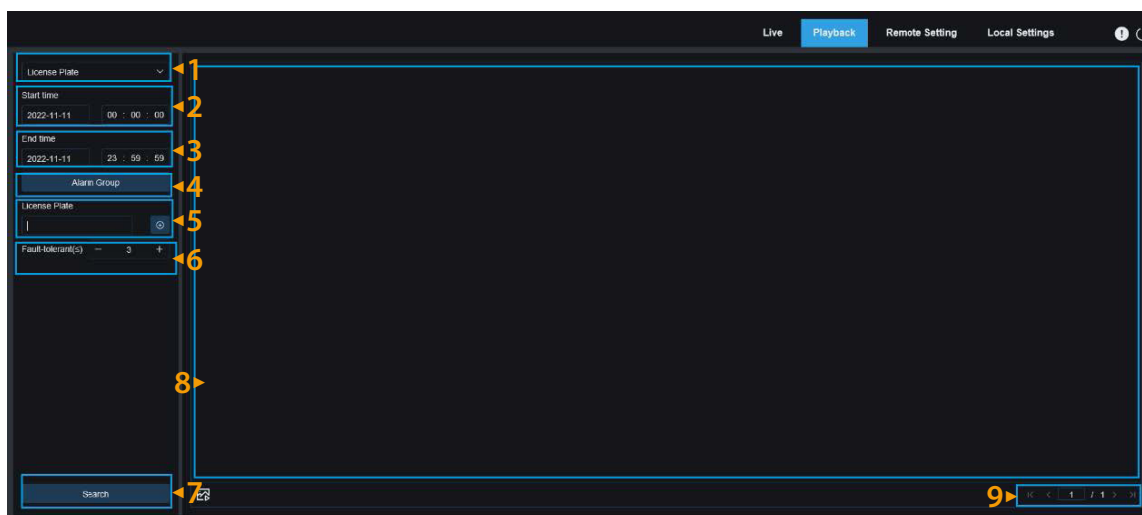 Live Playback Remote Setting Local Settings
License Plate 1
Start time
2022-11-11 00 : 00 : 00 2
End time
2022-11-11 23 : 59 : 59 3
Alarm Group 4
License Plate
5
Fault-tolerant(s) − 3 + 6
8
Search 7
9 1 / 1